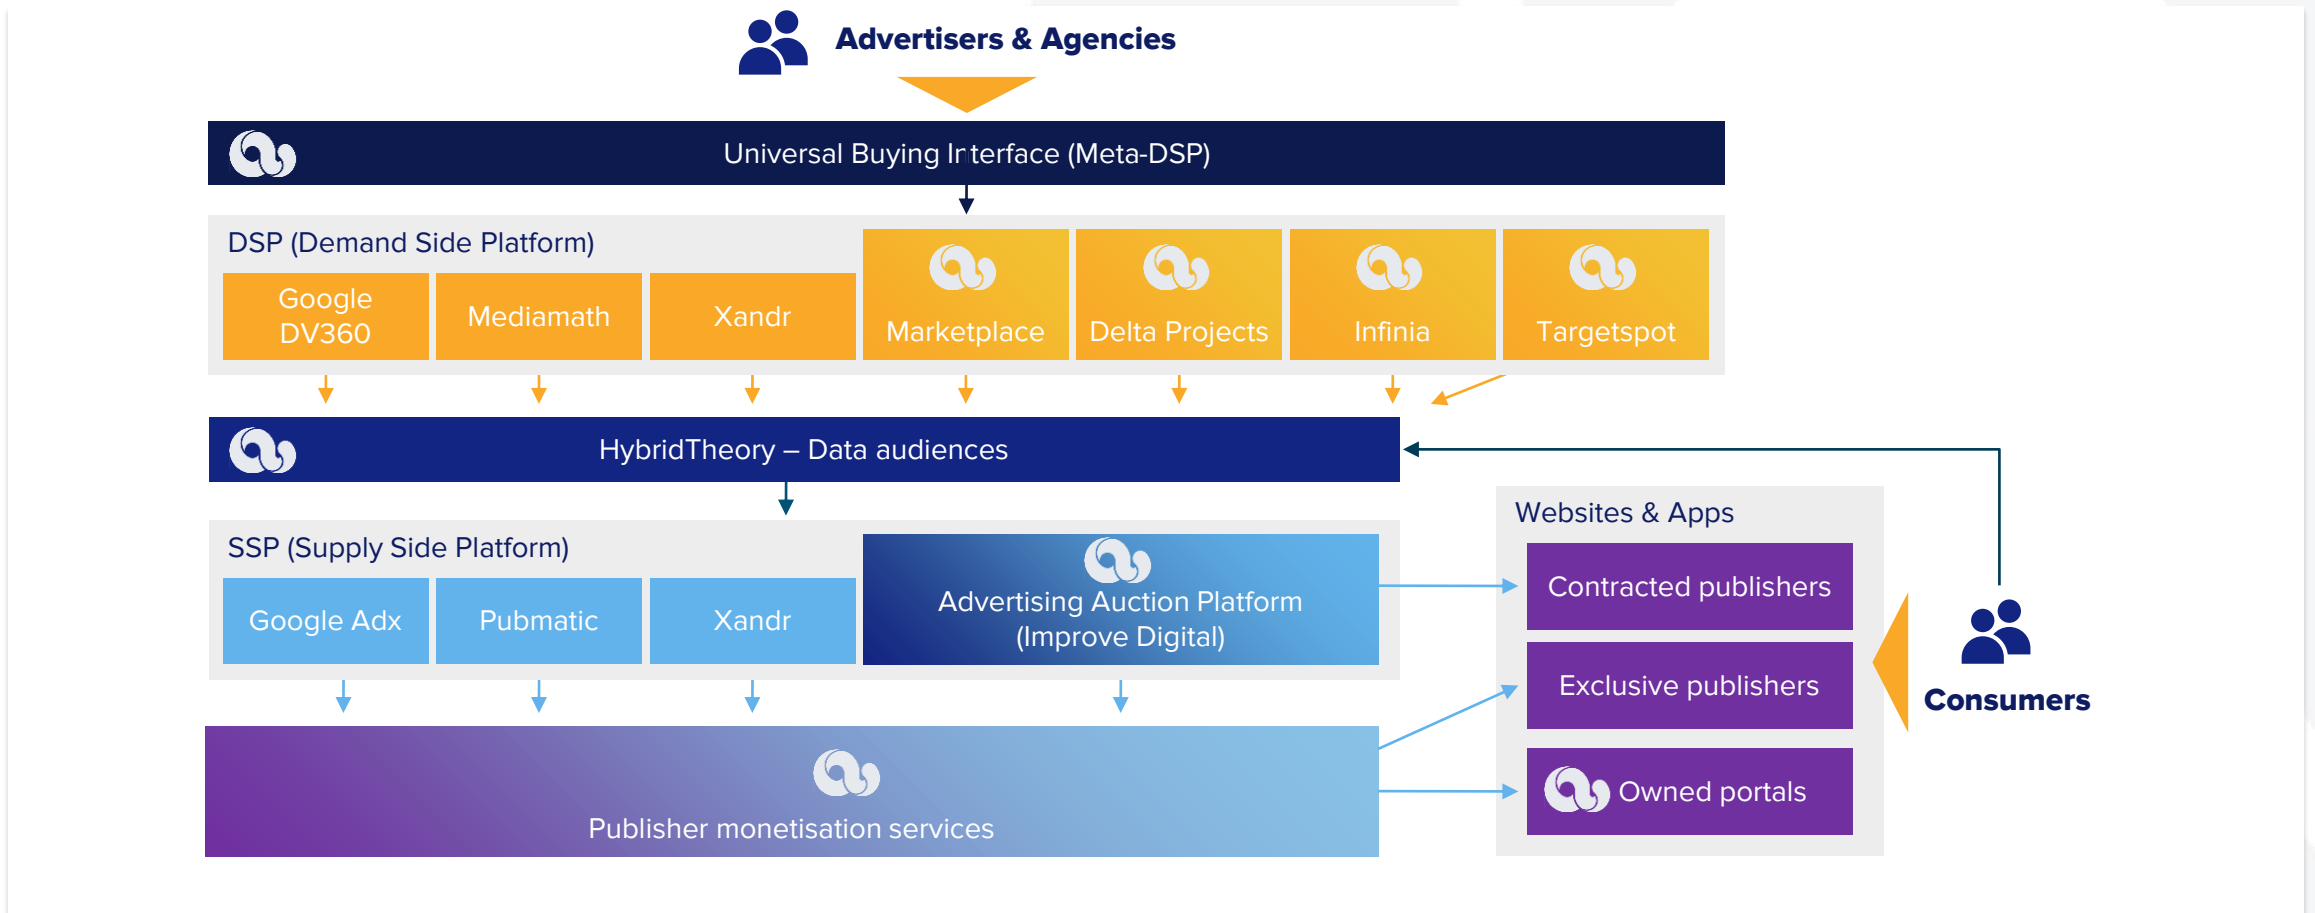 Advertisers & Agencies
Universal Buying Interface (Meta-DSP)
DSP (Demand Side Platform)
Google
DV360
Mediamath
Xandr
Marketplace
Delta Projects
Infinia
Targetspot
HybridTheory – Data audiences
SSP (Supply Side Platform)
Google Adx
Pubmatic
Xandr
Advertising Auction Platform
(Improve Digital)
Publisher monetisation services
Websites & Apps
Contracted publishers
Exclusive publishers
Owned portals
Consumers